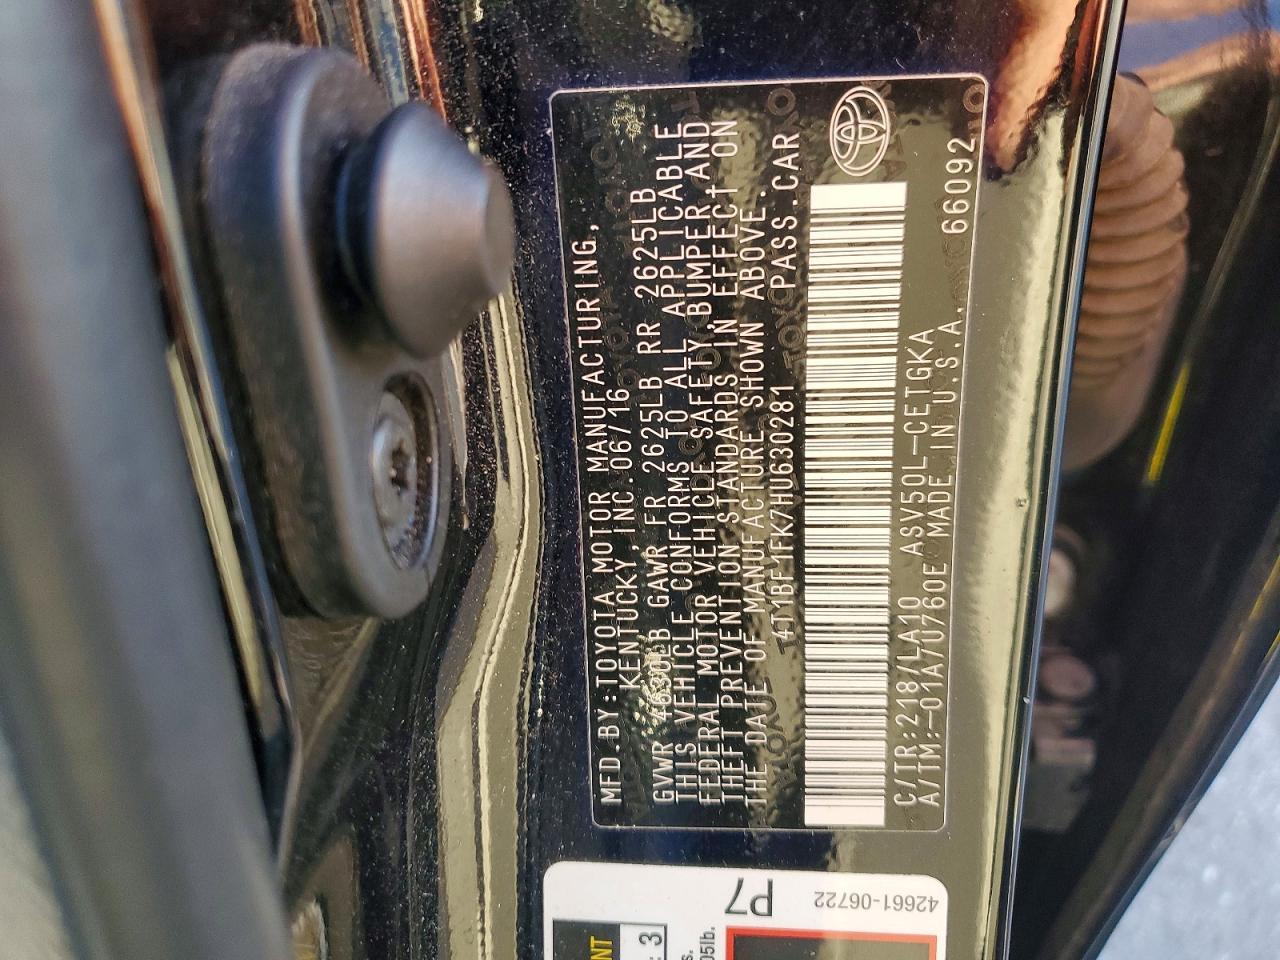 MFD.BY:TOYOTA MOTOR MANUFACTURING,
KENTUCKY, INC. 06/16
GVWR 4630LB GAWR FR 2625LB RR 2625LB
THIS VEHICLE CONFORMS TO ALL APPLICABLE
FEDERAL MOTOR VEHICLE SAFETY, BUMPER, AND
THEFT PREVENTION STANDARDS IN EFFECT ON
THE DATE OF MANUFACTURE SHOWN ABOVE.
4T1BF1FK7HU630281 PASS.CAR
C/TR:218/LA10 ASV50L-CETGKA
A/TM:-01A/U760E MADE IN U.S.A. 66092
42661-06722
P7
3